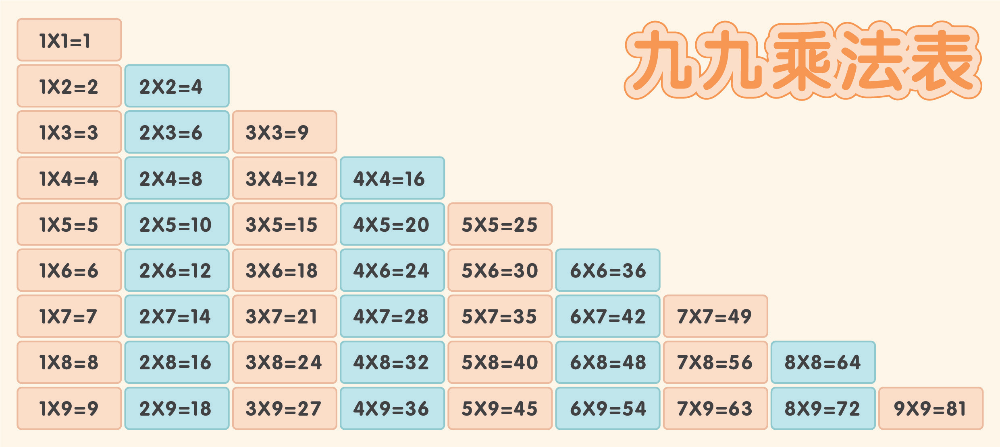 九九乘法表
1X1=1
1X2=2 2X2=4
1X3=3 2X3=6 3X3=9
1X4=4 2X4=8 3X4=12 4X4=16
1X5=5 2X5=10 3X5=15 4X5=20 5X5=25
1X6=6 2X6=12 3X6=18 4X6=24 5X6=30 6X6=36
1X7=7 2X7=14 3X7=21 4X7=28 5X7=35 6X7=42 7X7=49
1X8=8 2X8=16 3X8=24 4X8=32 5X8=40 6X8=48 7X8=56 8X8=64
1X9=9 2X9=18 3X9=27 4X9=36 5X9=45 6X9=54 7X9=63 8X9=72 9X9=81